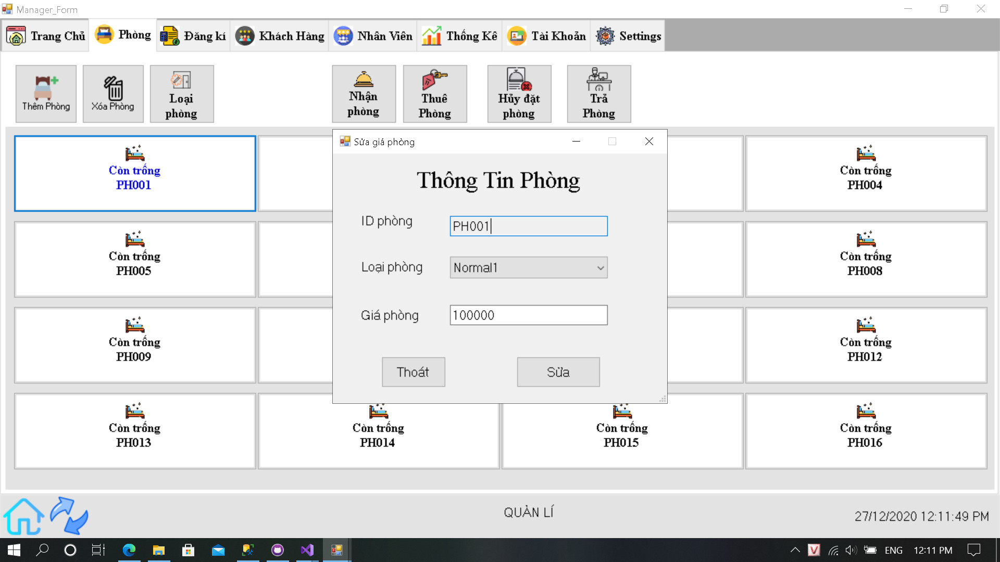 Manager_Form
Trang Chủ
Phòng
Đăng kí
Khách Hàng
Nhân Viên
Thống Kê
Tài Khoản
Settings
Thêm Phòng
Xóa Phòng
Loại
phòng
Nhận
phòng
Thuê
Phòng
Hủy đặt
phòng
Trả
Phòng
Còn trống
PH001
Còn trống
PH004
Sửa giá phòng
Thông Tin Phòng
ID phòng
PH001
Loại phòng
Normal1
Giá phòng
100000
Thoát
Sửa
Còn trống
PH005
Còn trống
PH008
Còn trống
PH009
Còn trống
PH012
Còn trống
PH013
Còn trống
PH014
Còn trống
PH015
Còn trống
PH016
QUẢN LÍ
27/12/2020 12:11:49 PM
ENG
12:11 PM